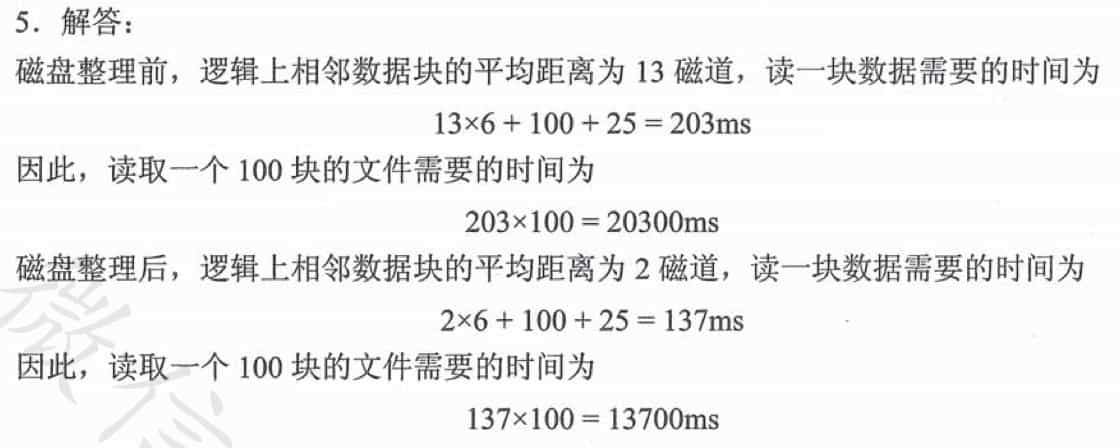 5．解答：
磁盘整理前，逻辑上相邻数据块的平均距离为 13 磁道，读一块数据需要的时间为
13×6 + 100 + 25 = 203ms
因此，读取一个 100 块的文件需要的时间为
203×100 = 20300ms
磁盘整理后，逻辑上相邻数据块的平均距离为 2 磁道，读一块数据需要的时间为
2×6 + 100 + 25 = 137ms
因此，读取一个 100 块的文件需要的时间为
137×100 = 13700ms
微信